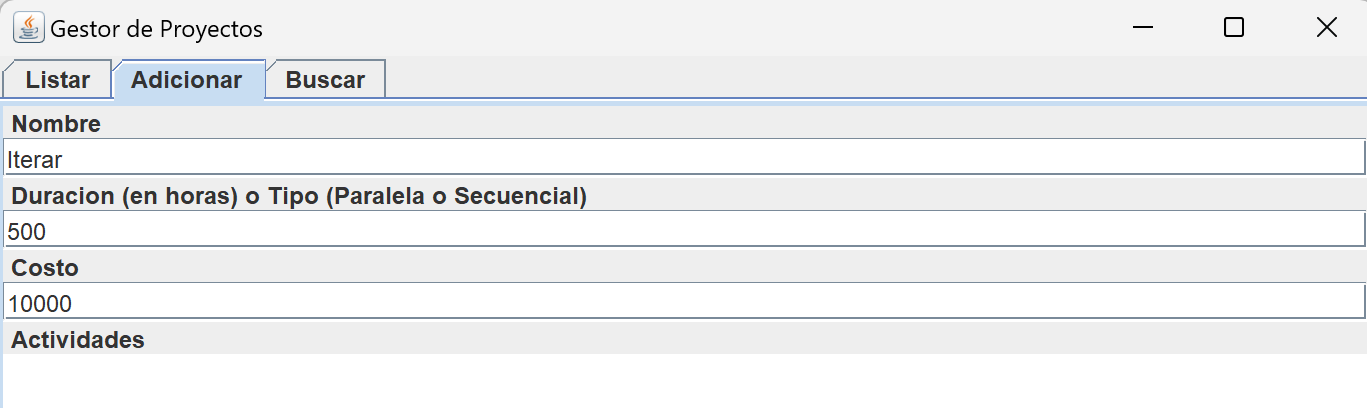 Gestor de Proyectos
Listar Adicionar Buscar
Nombre
Iterar
Duracion (en horas) o Tipo (Paralela o Secuencial)
500
Costo
10000
Actividades